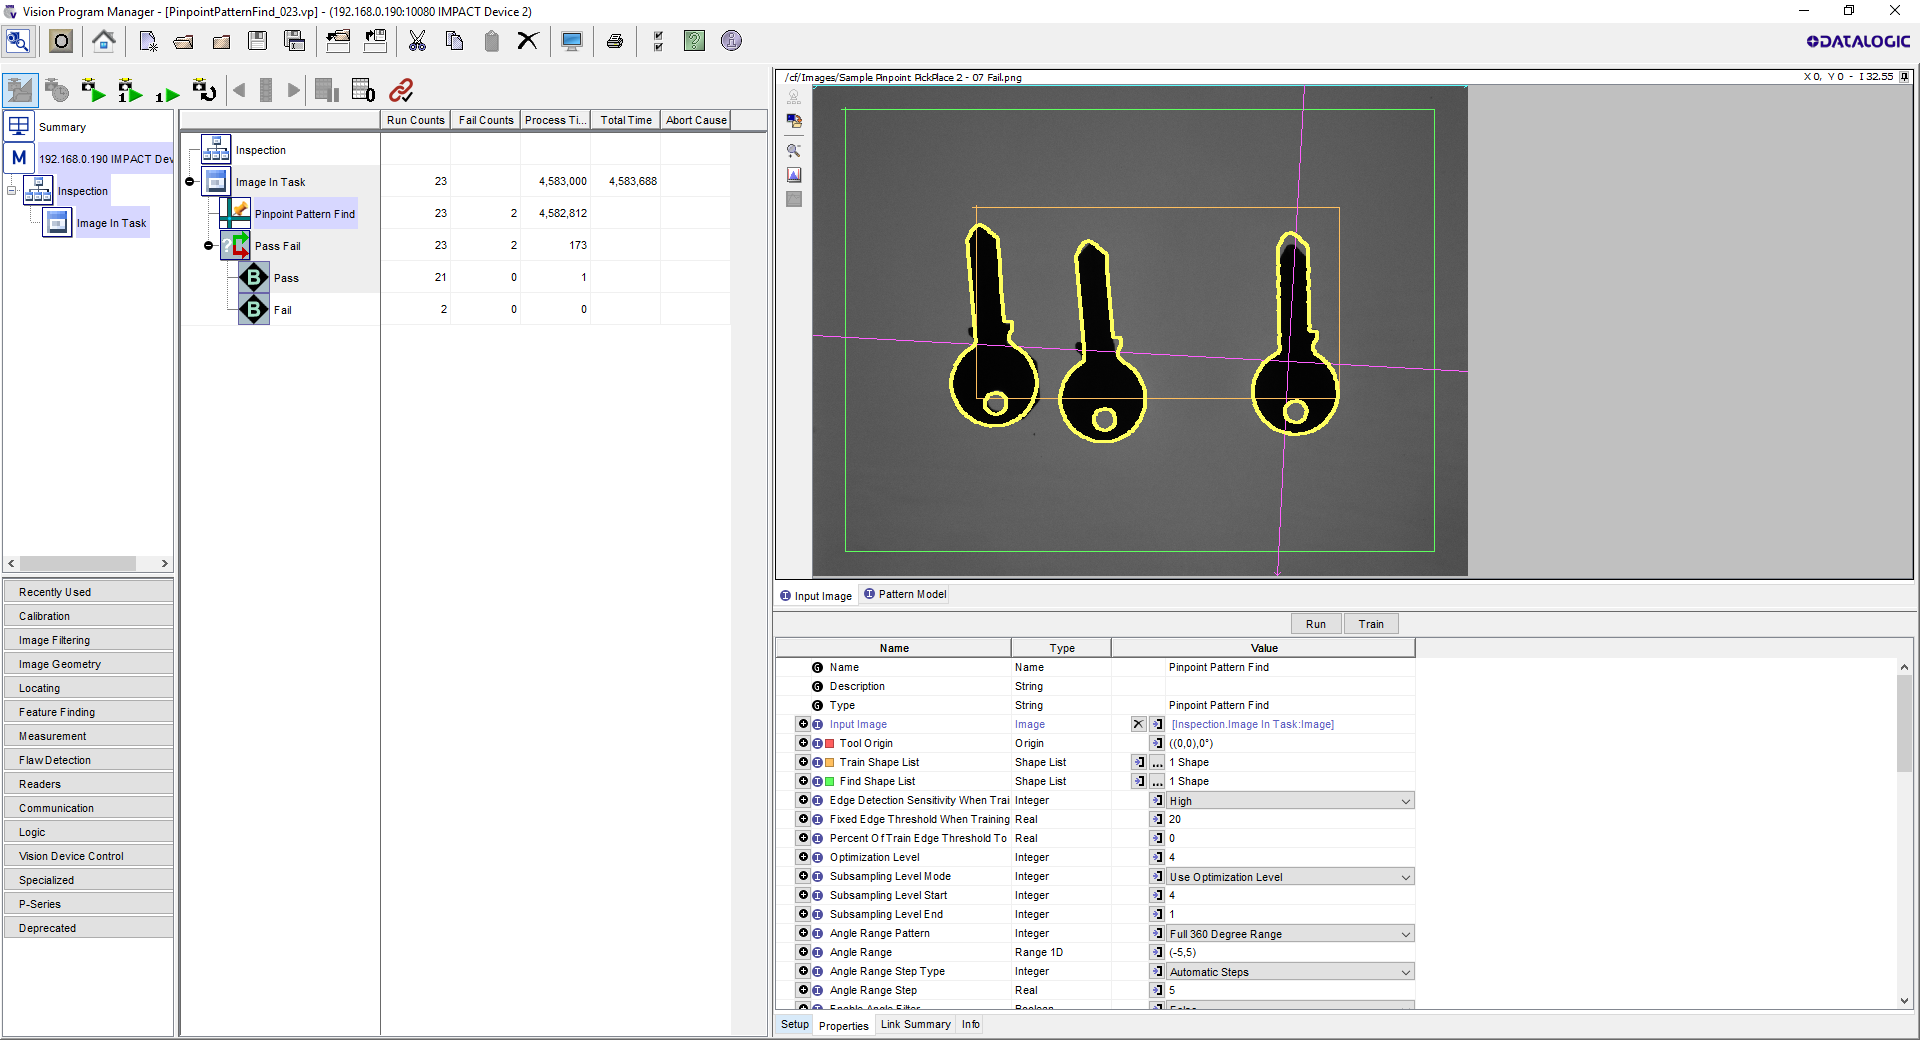 Vision Program Manager - [PinpointPatternFind_023.vp] - (192.168.0.190:10080 IMPACT Device 2)
DATALOGIC
Summary
M
192.168.0.190 IMPACT Dev
Inspection
Image In Task
Run Counts
Fail Counts
Process Ti...
Total Time
Abort Cause
Inspection
Image In Task 23 4,583,000 4,583,688
Pinpoint Pattern Find 23 2 4,582,812
Pass Fail 23 2 173
B Pass 21 0 1
B Fail 2 0 0
/cf/Images/Sample Pinpoint PickPlace 2 - 07 Fail.png
X 0, Y 0 - I 32.55
Recently Used
Calibration
Image Filtering
Image Geometry
Locating
Feature Finding
Measurement
Flaw Detection
Readers
Communication
Logic
Vision Device Control
Specialized
P-Series
Deprecated
Input Image
Pattern Model
Run
Train
Name Type Value
Name Name Pinpoint Pattern Find
Description String
Type String Pinpoint Pattern Find
Input Image Image [Inspection.Image In Task:Image]
Tool Origin Origin ((0,0),0°)
Train Shape List Shape List ... 1 Shape
Find Shape List Shape List ... 1 Shape
Edge Detection Sensitivity When Trai Integer High
Fixed Edge Threshold When Training Real 20
Percent Of Train Edge Threshold To Real 0
Optimization Level Integer 4
Subsampling Level Mode Integer Use Optimization Level
Subsampling Level Start Integer 4
Subsampling Level End Integer 1
Angle Range Pattern Integer Full 360 Degree Range
Angle Range Range 1D (-5,5)
Angle Range Step Type Integer Automatic Steps
Angle Range Step Real 5
Enable Angle Filter Boolean False
Setup
Properties
Link Summary
Info